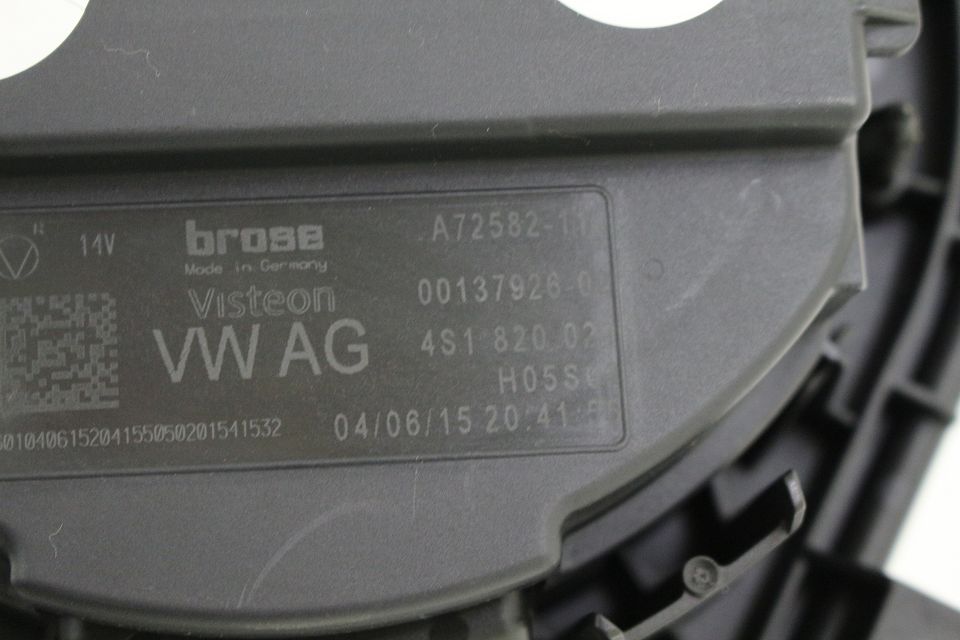 14V
brose
Made in Germany
Visteon
VW AG
A72582-11
00137926-0
4S1 820 02
H05S
04/06/15 20:41:5